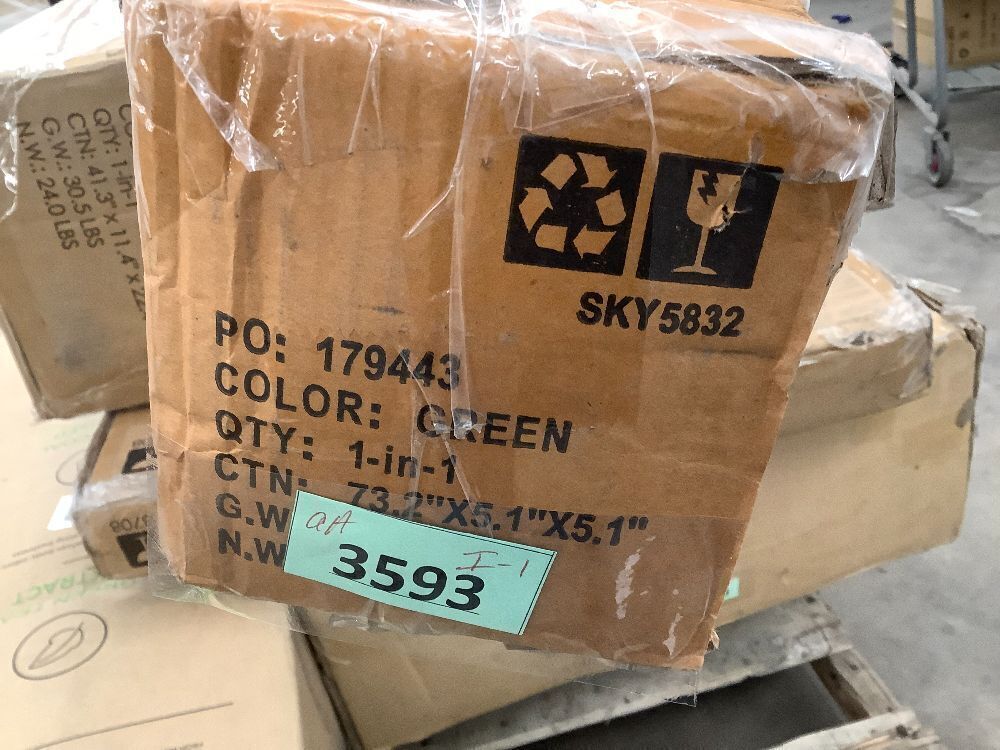 SKY5832
PO: 179443
COLOR: GREEN
QTY: 1-in-1
CTN: 73.2"X5.1"X5.1"
G.W
N.W
aA
I-1
3593
QTY: 1-in-1
CTN: 41.3"x 11.4"x
G.W.: 30.5 LBS
N.W.: 24.0 LBS